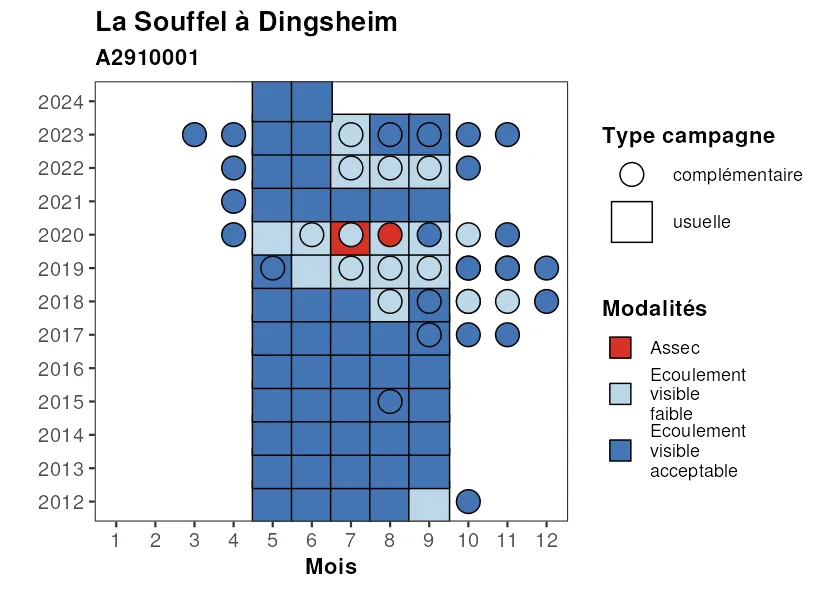 La Souffel à Dingsheim
A2910001
2024
2023
2022
2021
2020
2019
2018
2017
2016
2015
2014
2013
2012
1 2 3 4 5 6 7 8 9 10 11 12
Mois
Type campagne
complémentaire
usuelle
Modalités
Assec
Ecoulement
visible
faible
Ecoulement
visible
acceptable